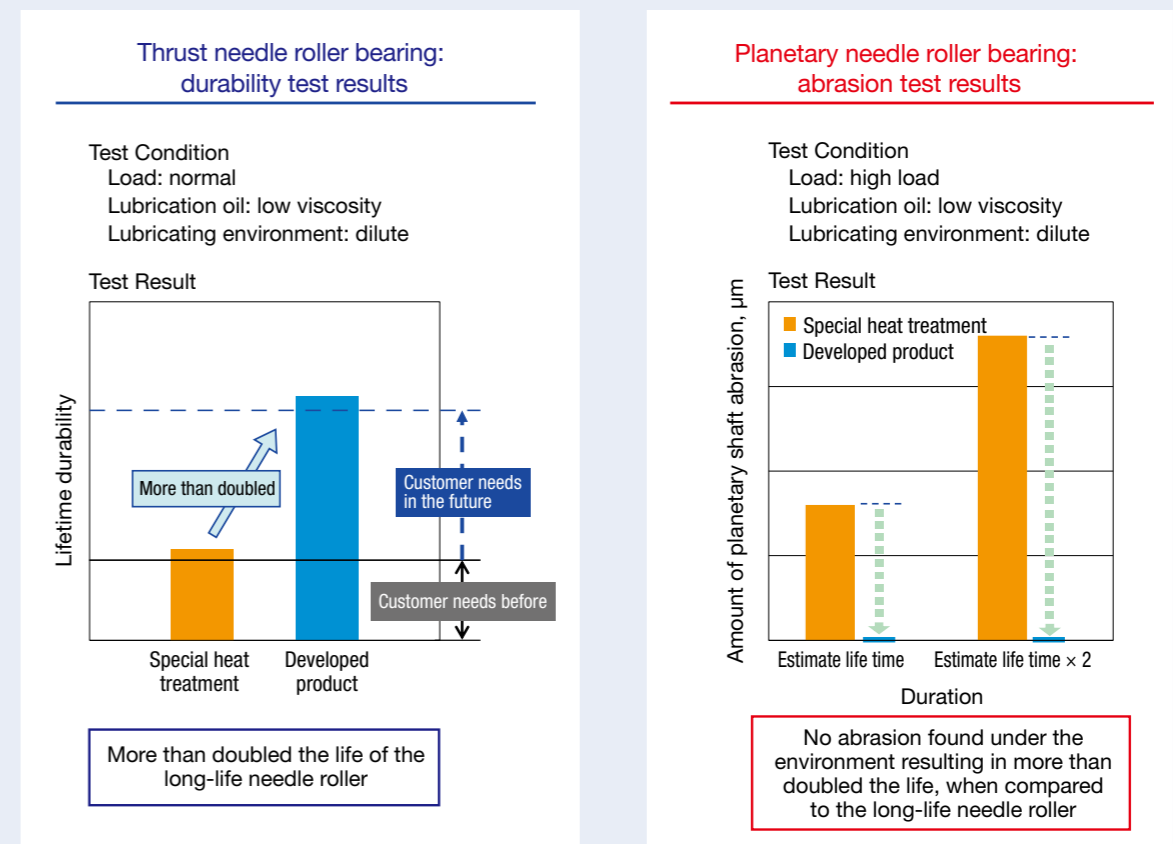 Thrust needle roller bearing:
durability test results
Test Condition
Load: normal
Lubrication oil: low viscosity
Lubricating environment: dilute
Test Result
Lifetime durability
More than doubled
Customer needs
in the future
Customer needs before
Special heat
treatment
Developed
product
More than doubled the life of the
long-life needle roller
Planetary needle roller bearing:
abrasion test results
Test Condition
Load: high load
Lubrication oil: low viscosity
Lubricating environment: dilute
Test Result
Amount of planetary shaft abrasion, μm
Special heat treatment
Developed product
Estimate life time
Estimate life time × 2
Duration
No abrasion found under the
environment resulting in more than
doubled the life, when compared
to the long-life needle roller